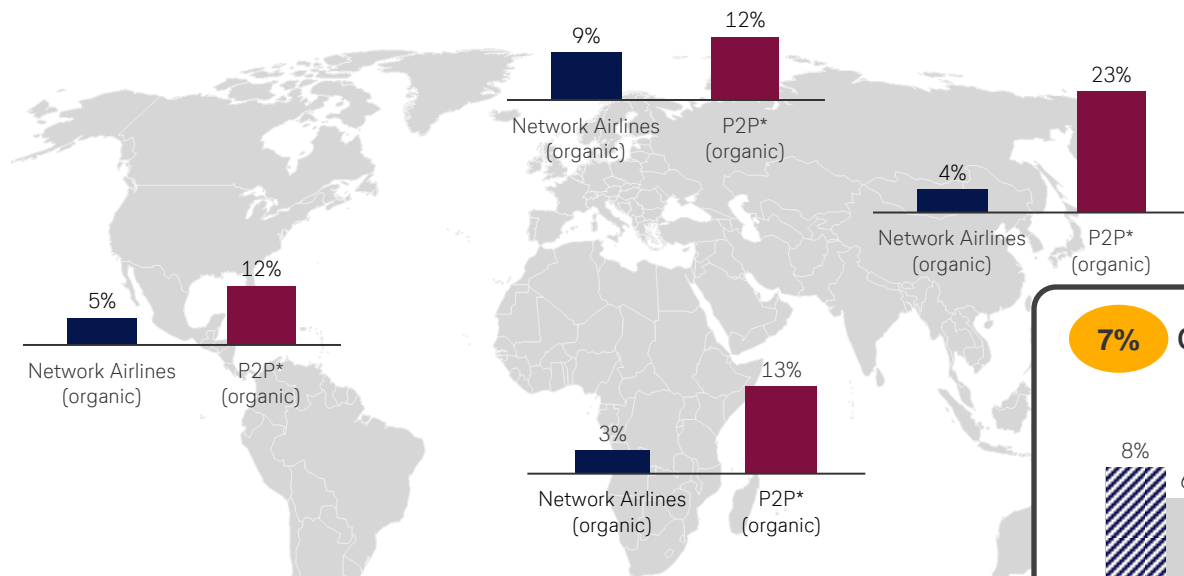 9%
12%
Network Airlines
(organic)
P2P*
(organic)
23%
4%
Network Airlines
(organic)
P2P*
(organic)
12%
5%
Network Airlines
(organic)
P2P*
(organic)
13%
3%
Network Airlines
(organic)
P2P*
(organic)
7%
8%